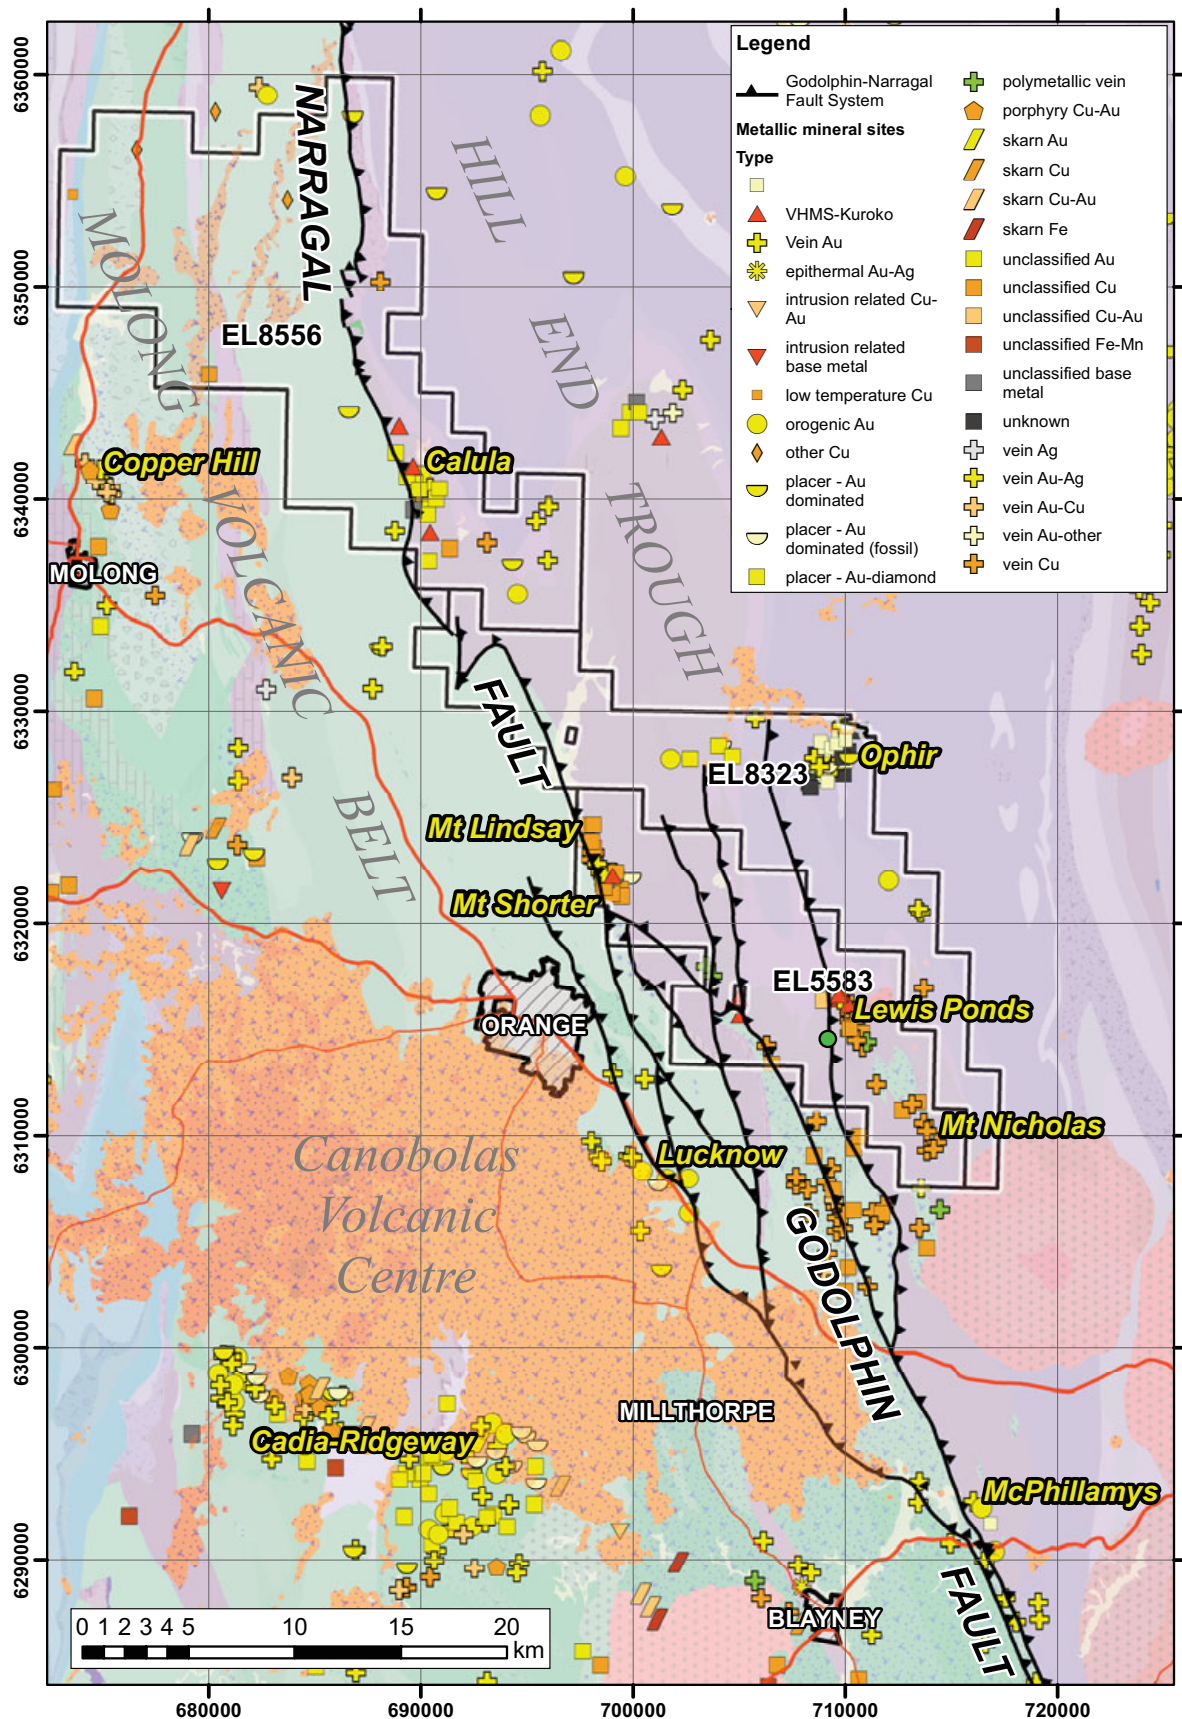 6360000
6350000
6340000
6330000
6320000
6310000
6300000
6290000
680000
690000
700000
710000
720000
Legend
Godolphin-Narragal
Fault System
Metallic mineral sites
Type
VHMS-Kuroko
Vein Au
epithermal Au-Ag
intrusion related Cu-
Au
intrusion related
base metal
low temperature Cu
orogenic Au
other Cu
placer - Au
dominated
placer - Au
dominated (fossil)
placer - Au-diamond
polymetallic vein
porphyry Cu-Au
skarn Au
skarn Cu
skarn Cu-Au
skarn Fe
unclassified Au
unclassified Cu
unclassified Cu-Au
unclassified Fe-Mn
unclassified base
metal
unknown
vein Ag
vein Au-Ag
vein Au-Cu
vein Au-other
vein Cu
NARRAGAL
FAULT
HILL
END
TROUGH
MOLONG
VOLCANIC
BELT
EL8556
Copper Hill
Calula
MOLONG
Ophir
EL8323
Mt Lindsay
Mt Shorter
EL5583
Lewis Ponds
ORANGE
Mt Nicholas
Lucknow
Canobolas
Volcanic
Centre
GODOLPHIN
FAULT
MILLTHORPE
Cadia-Ridgeway
McPhillamys
BLAYNEY
0 1 2 3 4 5 10 15 20
km